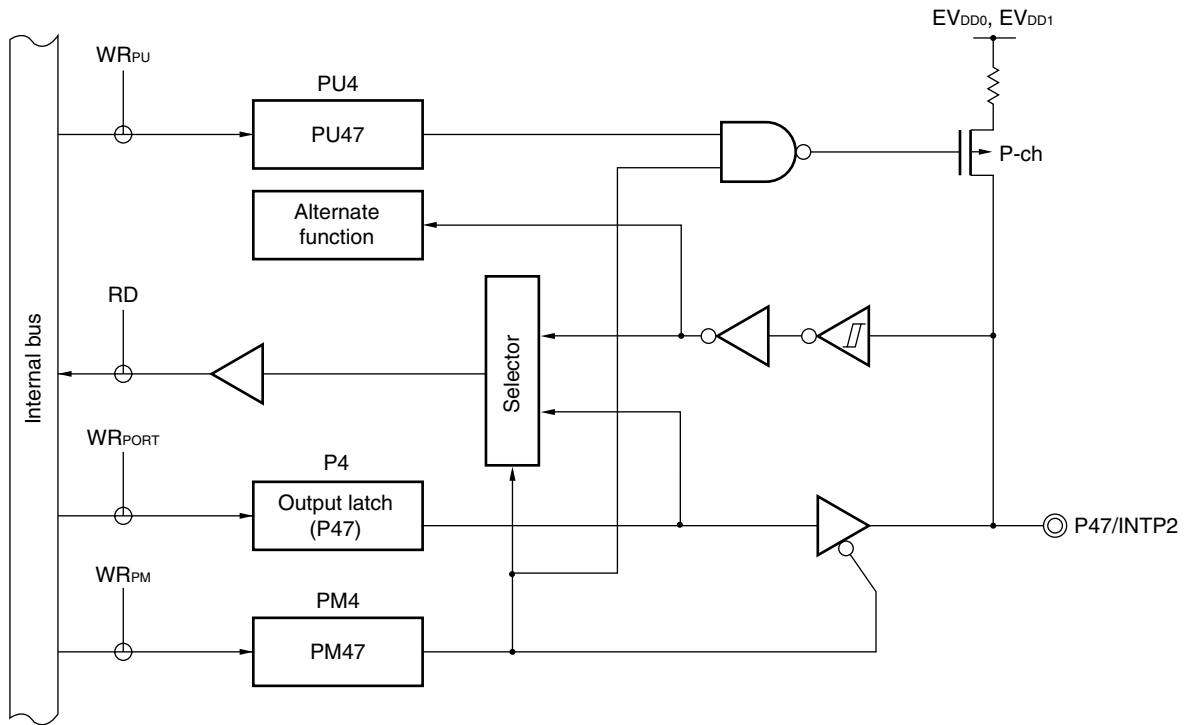 EVDD0, EVDD1
WRPU
PU4
PU47
P-ch
Alternate
function
RD
Internal bus
Selector
WRPORT
P4
Output latch
(P47)
P47/INTP2
WRPM
PM4
PM47